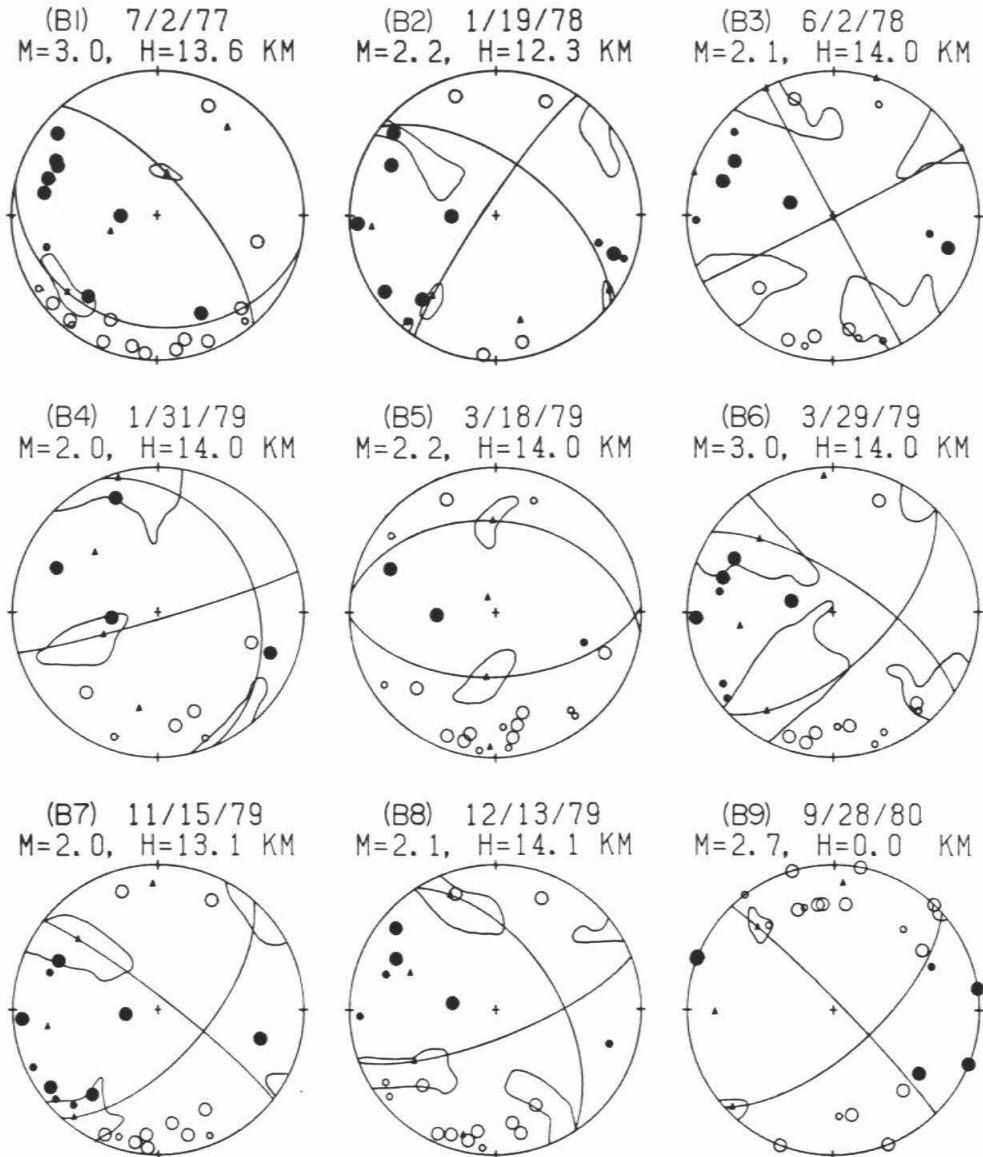 (B1) 7/2/77
M=3.0, H=13.6 KM
(B2) 1/19/78
M=2.2, H=12.3 KM
(B3) 6/2/78
M=2.1, H=14.0 KM
(B4) 1/31/79
M=2.0, H=14.0 KM
(B5) 3/18/79
M=2.2, H=14.0 KM
(B6) 3/29/79
M=3.0, H=14.0 KM
(B7) 11/15/79
M=2.0, H=13.1 KM
(B8) 12/13/79
M=2.1, H=14.1 KM
(B9) 9/28/80
M=2.7, H=0.0 KM